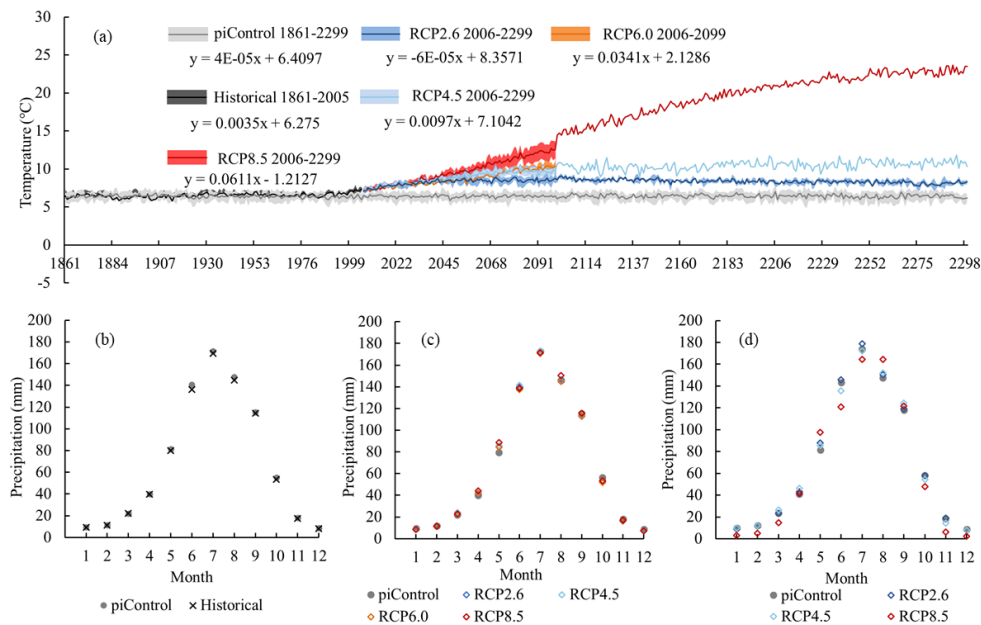 (a)
Temperature (°C)
30
25
20
15
10
5
0
-5
piControl 1861-2299
y = 4E-05x + 6.4097
RCP2.6 2006-2299
y = -6E-05x + 8.3571
RCP6.0 2006-2099
y = 0.0341x + 2.1286
Historical 1861-2005
y = 0.0035x + 6.275
RCP4.5 2006-2299
y = 0.0097x + 7.1042
RCP8.5 2006-2299
y = 0.0611x - 1.2127
1861 1884 1907 1930 1953 1976 1999 2022 2045 2068 2091 2114 2137 2160 2183 2206 2229 2252 2275 2298
(b)
Precipitation (mm)
200
180
160
140
120
100
80
60
40
20
0
1 2 3 4 5 6 7 8 9 10 11 12
Month
piControl Historical
(c)
Precipitation (mm)
200
180
160
140
120
100
80
60
40
20
0
1 2 3 4 5 6 7 8 9 10 11 12
Month
piControl RCP2.6 RCP4.5
RCP6.0 RCP8.5
(d)
Precipitation (mm)
200
180
160
140
120
100
80
60
40
20
0
1 2 3 4 5 6 7 8 9 10 11 12
Month
piControl RCP2.6
RCP4.5 RCP8.5